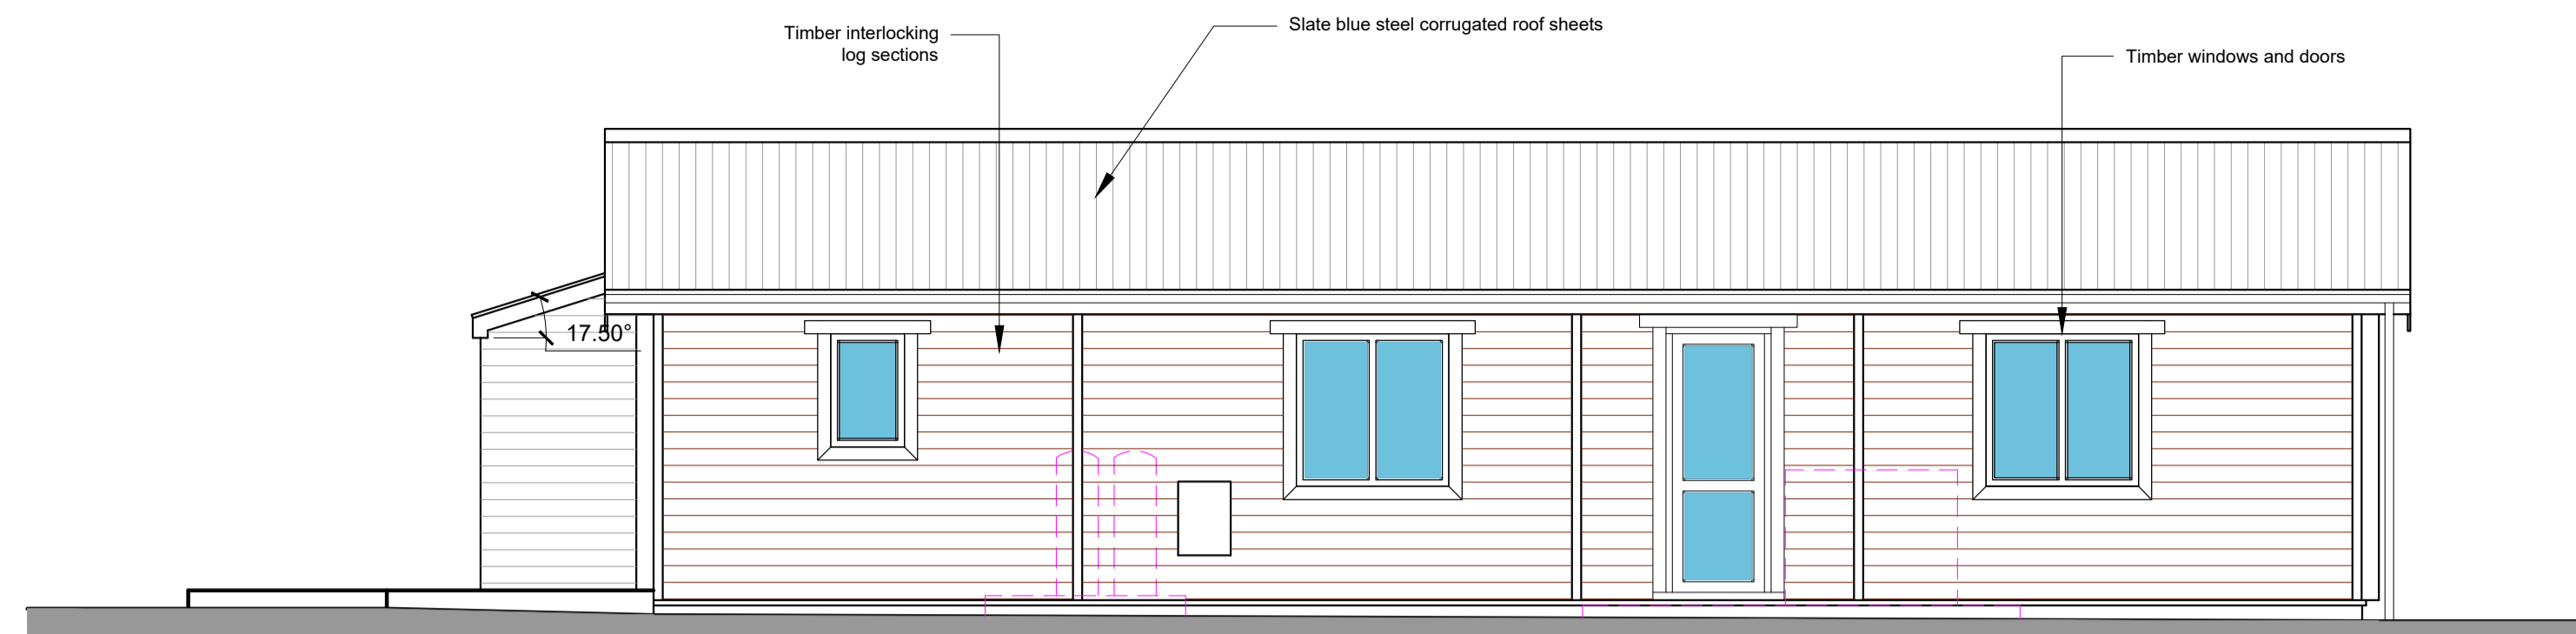 Timber interlocking
log sections
Slate blue steel corrugated roof sheets
Timber windows and doors
17.50°